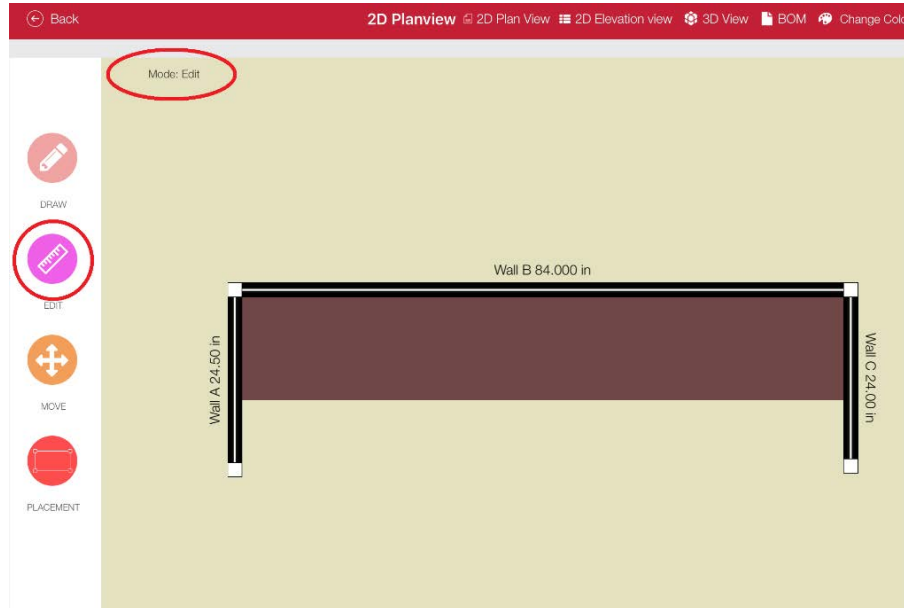 Back
2D Planview 2D Plan View 2D Elevation view 3D View BOM Change Colo
Mode: Edit
DRAW
EDIT
MOVE
PLACEMENT
Wall B 84.000 in
Wall A 24.50 in
Wall C 24.00 in